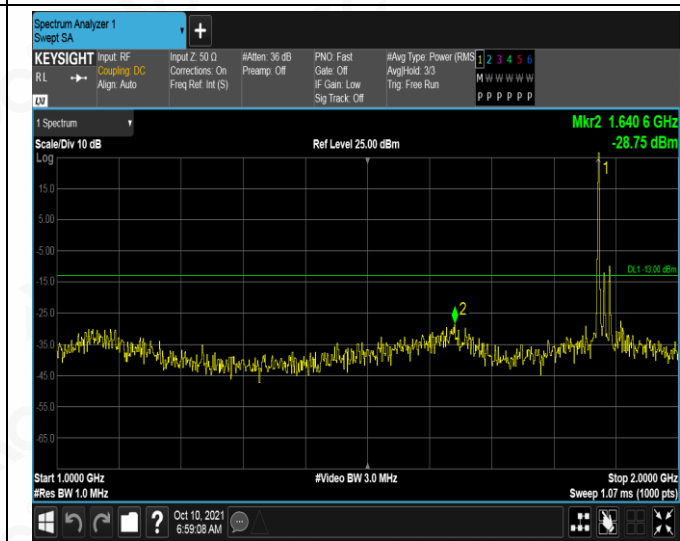 Spectrum Analyzer 1
Swept SA
+
KEYSIGHT
Input: RF
Input Z: 50 Ω
#Atten: 36 dB
PNO: Fast
#Avg Type: Power (RMS
1 2 3 4 5 6
R L
Coupling: DC
Corrections: On
Preamp: Off
Gate: Off
Avg|Hold: 3/3
M W W W W W
Align: Auto
Freq Ref: Int (S)
IF Gain: Low
Trig: Free Run
P P P P P P
Sig Track: Off
LXI
1 Spectrum
Mkr2 1.640 6 GHz
Scale/Div 10 dB
Ref Level 25.00 dBm
-28.75 dBm
Log
1
15.0
5.00
-5.00
DL1 -13.00 dBm
-15.0
-25.0
2
-35.0
-45.0
-55.0
-65.0
Start 1.0000 GHz
#Video BW 3.0 MHz
Stop 2.0000 GHz
#Res BW 1.0 MHz
Sweep 1.07 ms (1000 pts)
?
Oct 10, 2021
6:59:08 AM